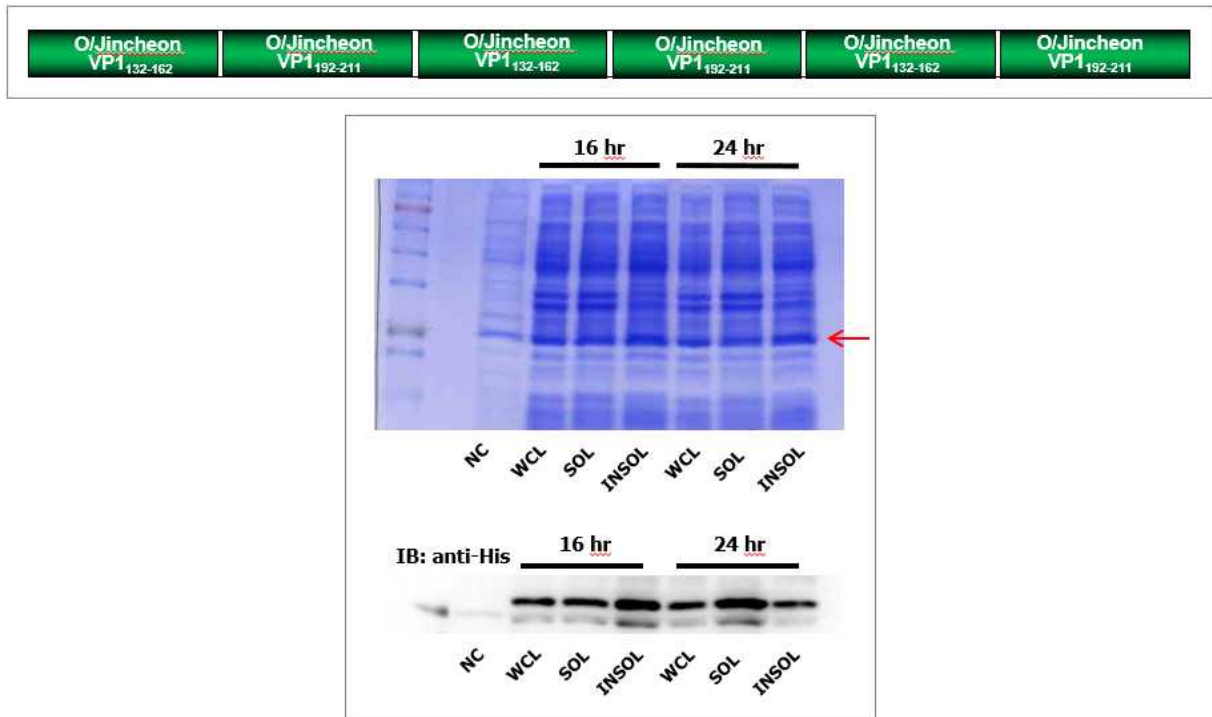 O/Jincheon O/Jincheon O/Jincheon O/Jincheon O/Jincheon O/Jincheon
VP1132-162 VP1192-211 VP1132-162 VP1192-211 VP1132-162 VP1192-211
16 hr 24 hr
NC WCL SOL INSOL WCL SOL INSOL
IB: anti-His 16 hr 24 hr
NC WCL SOL INSOL WCL SOL INSOL